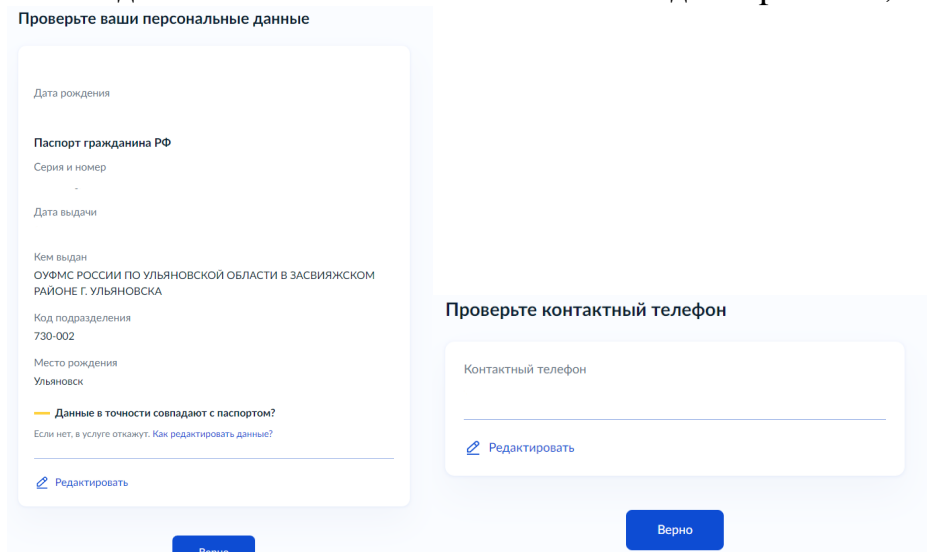 Проверьте ваши персональные данные
Дата рождения
Паспорт гражданина РФ
Серия и номер
-
Дата выдачи
Кем выдан
ОУФМС РОССИИ ПО УЛЬЯНОВСКОЙ ОБЛАСТИ В ЗАСВИЯЖСКОМ
РАЙОНЕ Г. УЛЬЯНОВСКА
Код подразделения
730-002
Место рождения
Ульяновск
Данные в точности совпадают с паспортом?
Если нет, в услуге откажут. Как редактировать данные?
Редактировать
Верно
Проверьте контактный телефон
Контактный телефон
Редактировать
Верно